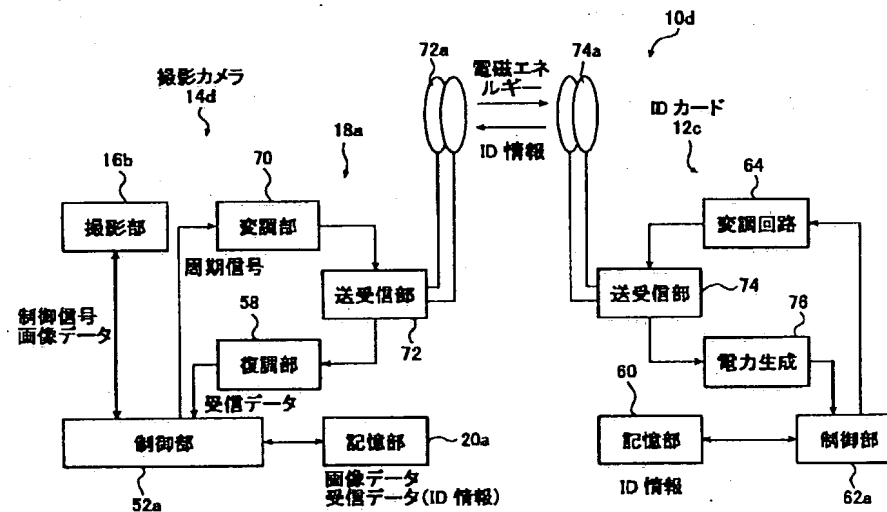 10d
72a
74a
電磁エネ
ルギー
ID 情報
撮影カメラ
14d
18a
ID カード
12c
16b
撮影部
70
変調部
周期信号
64
変調回路
送受信部
72
送受信部
74
制御信号
画像データ
58
復調部
受信データ
76
電力生成
制御部
52a
記憶部
20a
画像データ
受信データ(ID 情報)
60
記憶部
ID 情報
制御部
62a